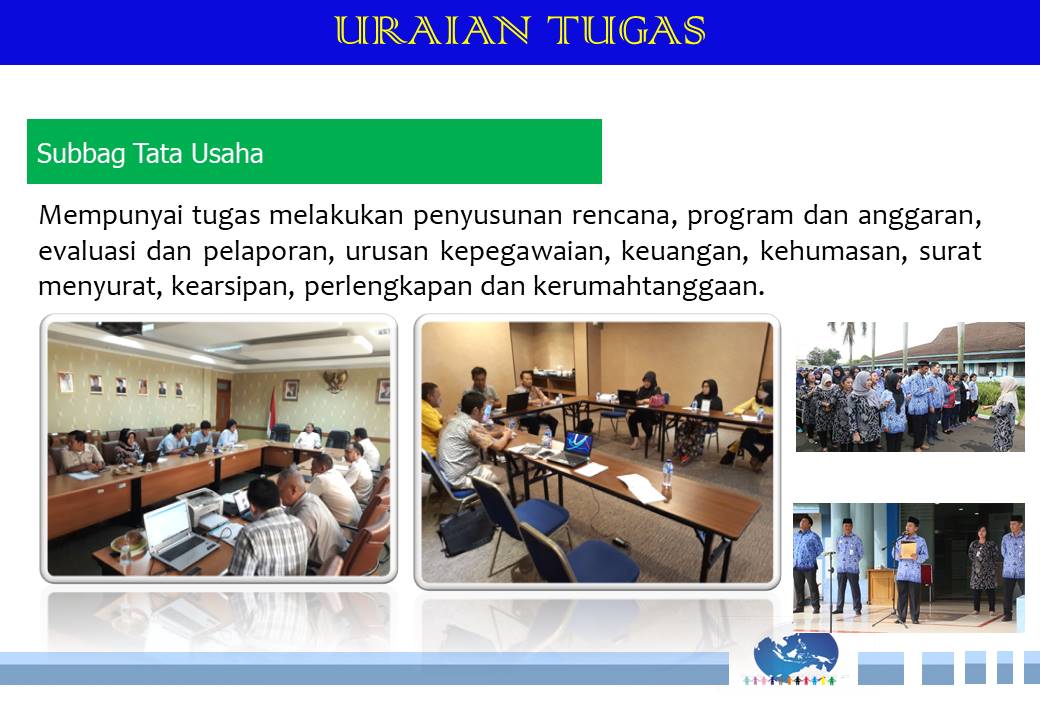 URAIAN TUGAS
Subbag Tata Usaha
Mempunyai tugas melakukan penyusunan rencana, program dan anggaran,
evaluasi dan pelaporan, urusan kepegawaian, keuangan, kehumasan, surat
menyurat, kearsipan, perlengkapan dan kerumahtanggaan.